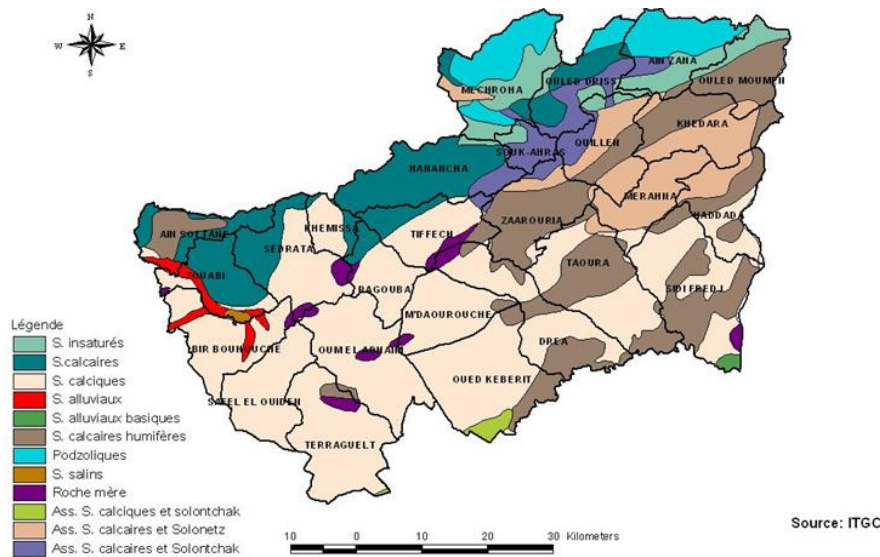 N
W E
S
MECHROHA
OULED DRISS
AIN ZANA
OULED MOUMEN
KHEDARA
SOUK-AHRAS
OUILLEN
HANANCHA
MERAHNA
ZAAROURIA
HADDADA
AIN SOLTANE
KHEMISSA
TIFFECH
SEDRATA
ZOUABI
TAOURA
RAGOUBA
SIDI FREDJ
M'DAOUROUCHE
DREA
BIR BOUHOUCHE
OUM EL ADHAIM
OUED KEBERIT
SAFEL EL OUIDEN
TERRAGUELT
Légende
S. insaturés
S.calcaires
S. calciques
S. alluviaux
S. alluviaux basiques
S. calcaires humifères
Podzoliques
S. salins
Roche mère
Ass. S. calciques et solontchak
Ass. S. calcaires et Solonetz
Ass. S. calcaires et Solontchak
10 0 10 20 30 Kilometers
Source: ITGC